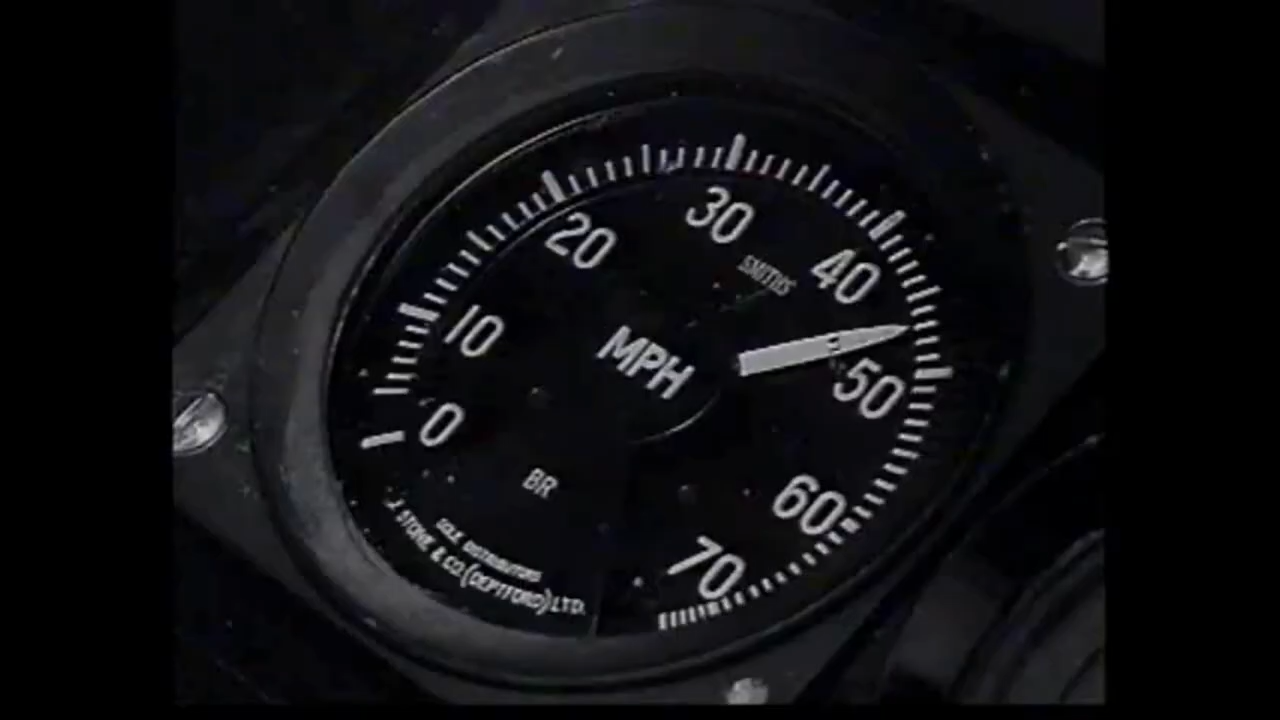 30
20
40
SMITHS
10
MPH
50
0
BR
60
70
SOLE DISTRIBUTORS
J. STONE & CO. (DEPTFORD) LTD.